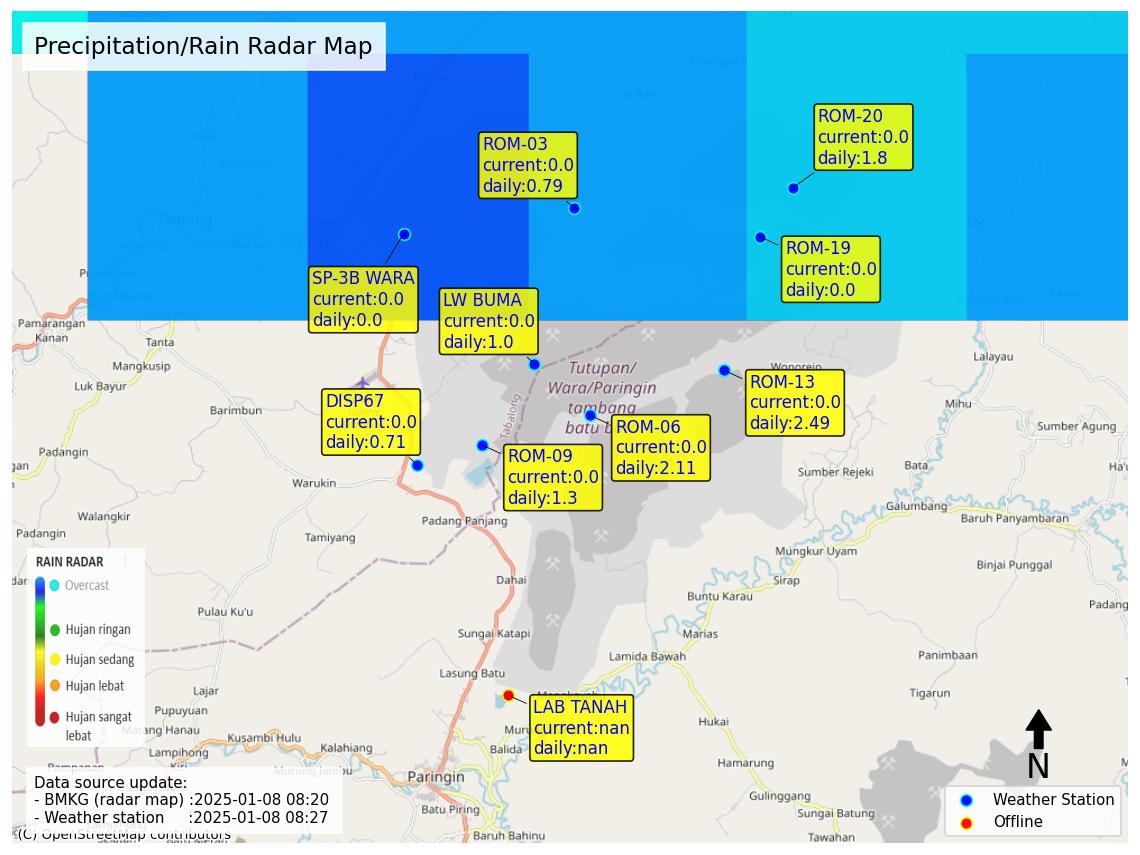 Precipitation/Rain Radar Map
ROM-20
current:0.0
daily:1.8
ROM-03
current:0.0
daily:0.79
ROM-19
current:0.0
daily:0.0
SP-3B WARA
current:0.0
daily:0.0
LW BUMA
current:0.0
daily:1.0
Tanjung
Pamarangan
Kanan
Tanta
Mangkusip
Luk Bayur
Barimbun
Tutupan/
Wara/Paringin
tambang
Wonorejo
Lalayau
Mihu
ROM-13
current:0.0
daily:2.49
DISP67
current:0.0
daily:0.71
Tabalong
ROM-06
current:0.0
daily:2.11
ROM-09
current:0.0
daily:1.3
Sumber Agung
Padangin
Sumber Rejeki
Bata
Warukin
Galumbang
Baruh Panyambaran
Walangkir
Padangin
Padang Panjang
Tamiyang
Mungkur Uyam
Binjai Punggal
Sirap
Dahai
Buntu Karau
Padang
Pulau Ku'u
Sungai Katapi
Marias
Lamida Bawah
Panimbaan
Lasung Batu
Tigarun
Lajar
Pupuyuan
Matang Hanau
Hukai
Kusambi Hulu
Lampihong
Kalahiang
Balida
Hamarung
Murung Jambu
Paringin
Gulinggang
Batu Piring
Sungai Batung
Baruh Bahinu
Tawahan
RAIN RADAR
Overcast
Hujan ringan
Hujan sedang
Hujan lebat
Hujan sangat
lebat
LAB TANAH
current:nan
daily:nan
N
Data source update:
- BMKG (radar map) :2025-01-08 08:20
- Weather station :2025-01-08 08:27
(C) OpenStreetMap contributors
Weather Station
Offline